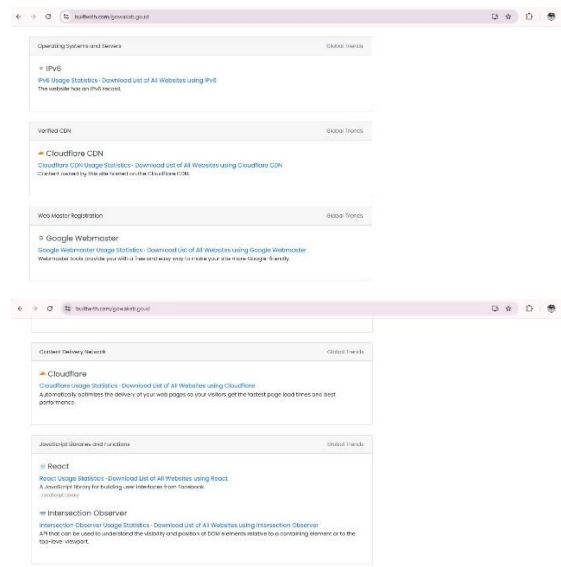 builtwith.com/gowakab.go.id
Operating Systems and Servers Global Trends
IPv6
IPv6 Usage Statistics · Download List of All Websites using IPv6
The website has an IPv6 record.
Verified CDN Global Trends
Cloudflare CDN
Cloudflare CDN Usage Statistics · Download List of All Websites using Cloudflare CDN
Content owned by this site hosted on the Cloudflare CDN.
Web Master Registration Global Trends
Google Webmaster
Google Webmaster Usage Statistics · Download List of All Websites using Google Webmaster
Webmaster tools provide you with a free and easy way to make your site more Google-friendly.
builtwith.com/gowakab.go.id
Content Delivery Network Global Trends
Cloudflare
Cloudflare Usage Statistics · Download List of All Websites using Cloudflare
Automatically optimizes the delivery of your web pages so your visitors get the fastest page load times and best
performance.
JavaScript Libraries and Functions Global Trends
React
React Usage Statistics · Download List of All Websites using React
A JavaScript library for building user interfaces from Facebook.
JavaScript Library
Intersection Observer
Intersection Observer Usage Statistics · Download List of All Websites using Intersection Observer
API that can be used to understand the visibility and position of DOM elements relative to a containing element or to the
top-level viewport.